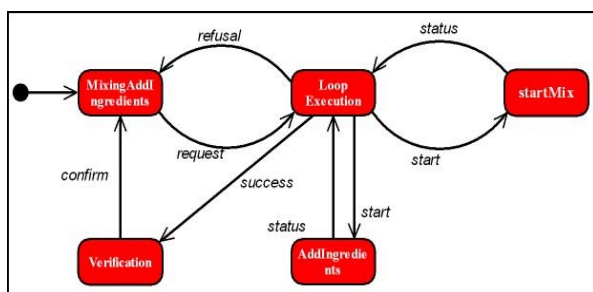 refusal
status
MixingAddI
ngredients
Loop
Execution
startMix
request
start
confirm
success
status
start
Verification
AddIngredie
nts